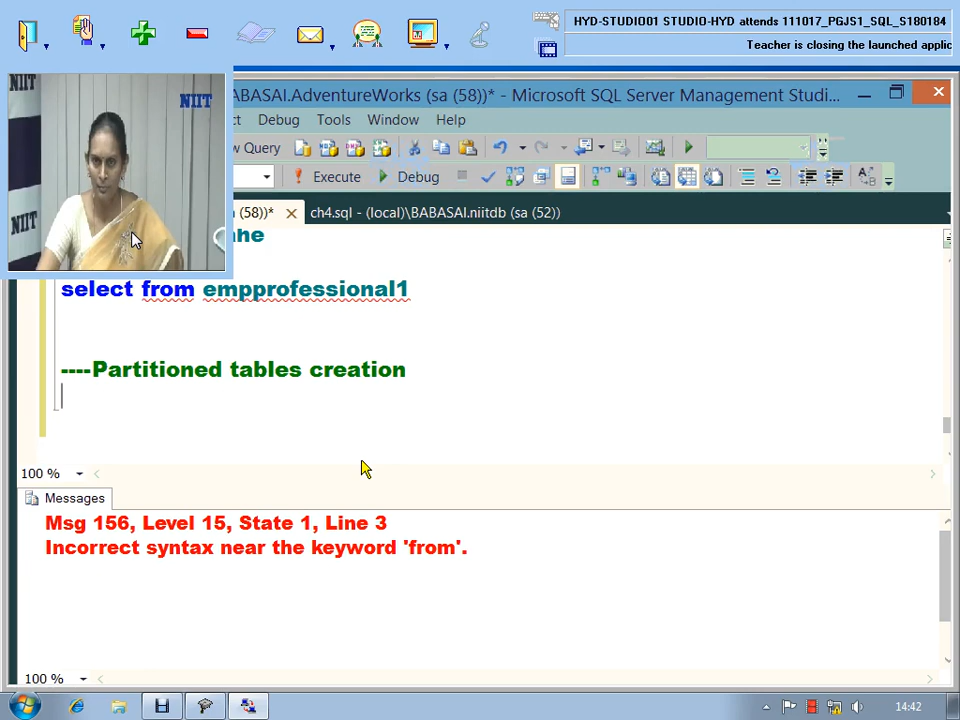 HYD-STUDIO01 STUDIO-HYD attends 111017_PGJS1_SQL_S180184
Teacher is closing the launched applic
NIIT
NIIT
NIIT
NIIT
ABASAI.AdventureWorks (sa (58))* - Microsoft SQL Server Management Studi...
ct Debug Tools Window Help
w Query
Execute Debug
(58))* ch4.sql - (local)\BABASAI.niitdb (sa (52))
ahe
select from empprofessional1
----Partitioned tables creation
100 %
Messages
Msg 156, Level 15, State 1, Line 3
Incorrect syntax near the keyword 'from'.
100 %
14:42